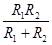 R₁R₂
R₁ + R₂